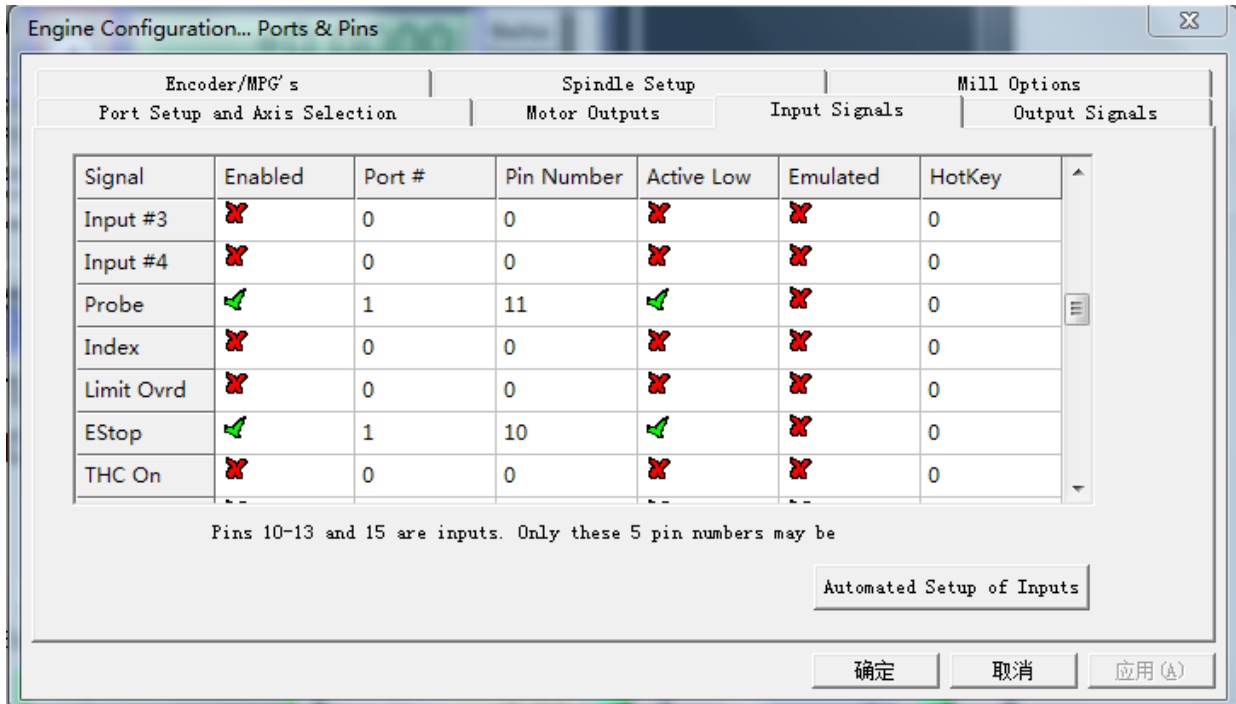 Engine Configuration... Ports & Pins
Encoder/MPG's Spindle Setup Mill Options
Port Setup and Axis Selection Motor Outputs Input Signals Output Signals
Signal Enabled Port # Pin Number Active Low Emulated HotKey
Input #3 0 0 0
Input #4 0 0 0
Probe 1 11 0
Index 0 0 0
Limit Ovrd 0 0 0
EStop 1 10 0
THC On 0 0 0
Pins 10-13 and 15 are inputs. Only these 5 pin numbers may be
Automated Setup of Inputs
确定 取消 应用(A)